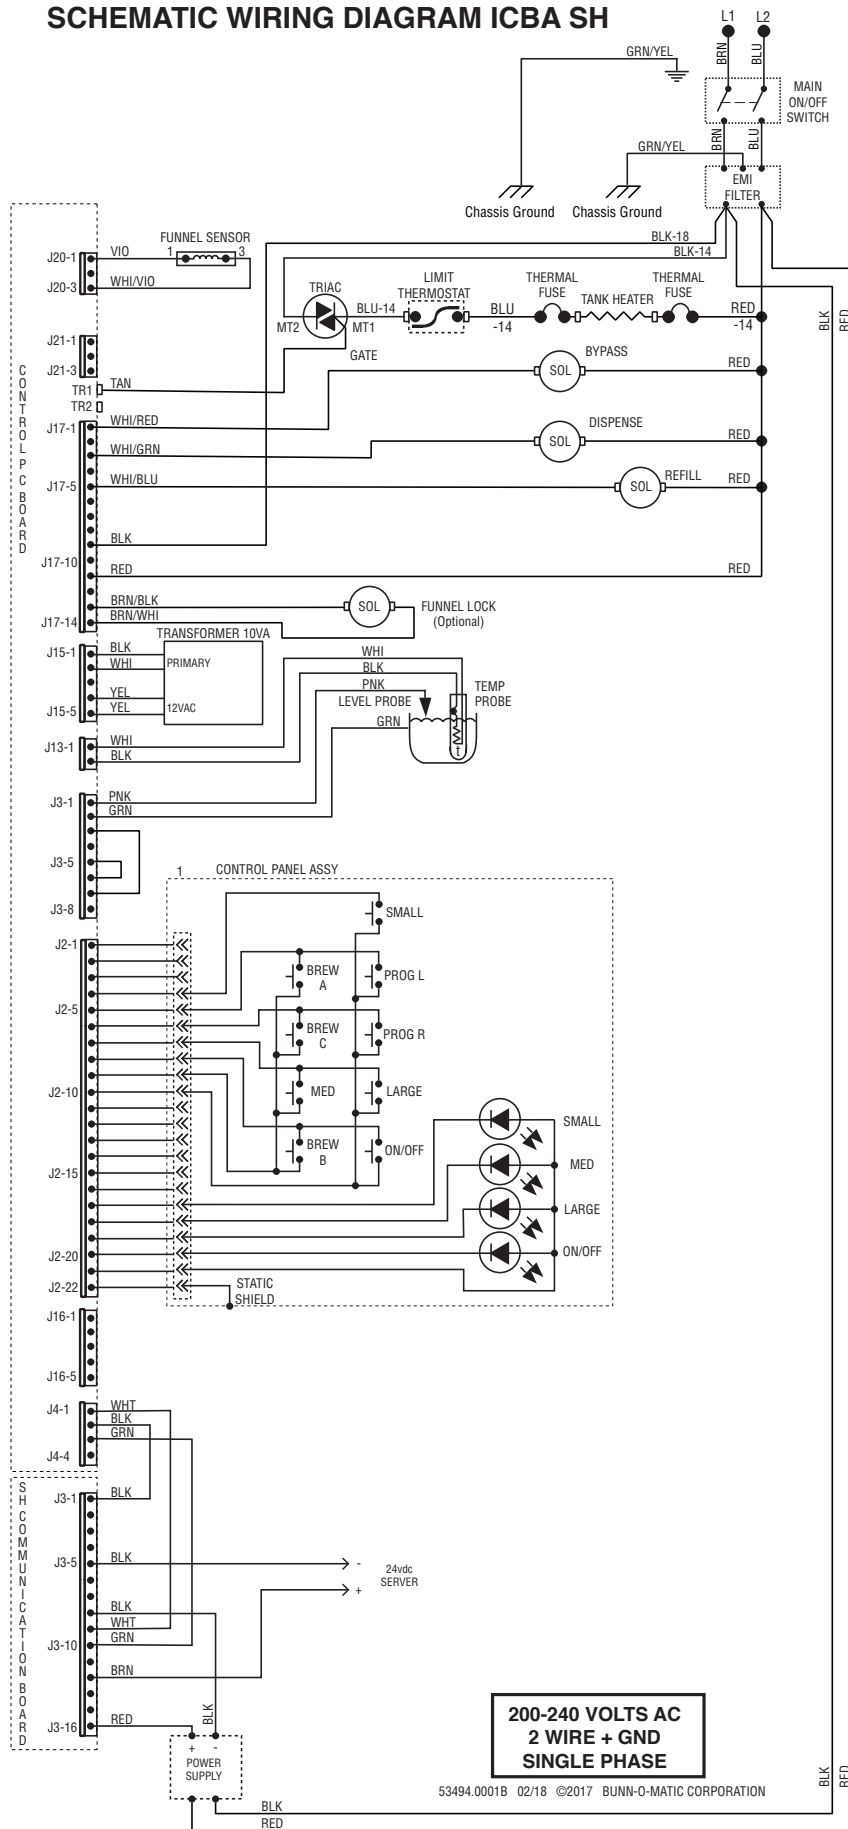 SCHEMATIC WIRING DIAGRAM ICBA SH
L1
L2
BRN
BLU
GRN/YEL
MAIN
ON/OFF
SWITCH
BRN
BLU
GRN/YEL
EMI
FILTER
Chassis Ground
Chassis Ground
BLK-18
BLK-14
J20-1
VIO
FUNNEL SENSOR
1
3
J20-3
WHI/VIO
TRIAC
MT2
MT1
GATE
BLU-14
LIMIT
THERMOSTAT
BLU
-14
THERMAL
FUSE
TANK HEATER
THERMAL
FUSE
RED
-14
BLK
RED
J21-1
J21-3
TR1
TAN
TR2
CONTROL PC BOARD
SOL
BYPASS
RED
J17-1
WHI/RED
WHI/GRN
SOL
DISPENSE
RED
J17-5
WHI/BLU
SOL
REFILL
RED
BLK
J17-10
RED
RED
BRN/BLK
J17-14
BRN/WHI
SOL
FUNNEL LOCK
(Optional)
TRANSFORMER 10VA
J15-1
BLK
WHI
PRIMARY
YEL
J15-5
YEL
12VAC
WHI
BLK
PNK
LEVEL PROBE
GRN
TEMP
PROBE
t
J13-1
WHI
BLK
J3-1
PNK
GRN
J3-5
J3-8
1
CONTROL PANEL ASSY
J2-1
J2-5
J2-10
J2-15
J2-20
J2-22
SMALL
BREW
A
PROG L
BREW
C
PROG R
MED
LARGE
BREW
B
ON/OFF
SMALL
MED
LARGE
ON/OFF
STATIC
SHIELD
J16-1
J16-5
J4-1
WHT
BLK
GRN
J4-4
SH COMMUNICATION BOARD
J3-1
BLK
J3-5
BLK
-
24vdc
SERVER
+
BLK
WHT
J3-10
GRN
BRN
J3-16
RED
BLK
+
-
POWER
SUPPLY
BLK
RED
BLK
RED
200-240 VOLTS AC
2 WIRE + GND
SINGLE PHASE
53494.0001B 02/18 ©2017 BUNN-O-MATIC CORPORATION